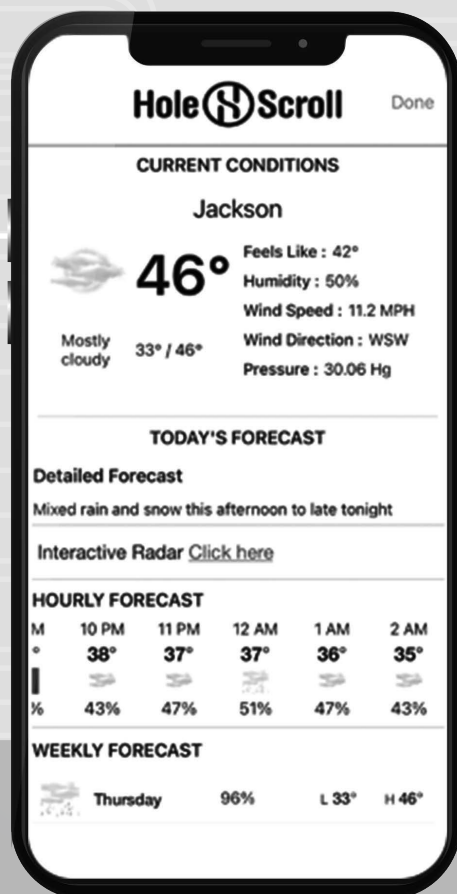 Hole Scroll
Done
CURRENT CONDITIONS
Jackson
46°
Mostly cloudy
33° / 46°
Feels Like : 42°
Humidity : 50%
Wind Speed : 11.2 MPH
Wind Direction : WSW
Pressure : 30.06 Hg
TODAY'S FORECAST
Detailed Forecast
Mixed rain and snow this afternoon to late tonight
Interactive Radar Click here
HOURLY FORECAST
M 10 PM 11 PM 12 AM 1 AM 2 AM
° 38° 37° 37° 36° 35°
% 43% 47% 51% 47% 43%
WEEKLY FORECAST
Thursday 96% L 33° H 46°